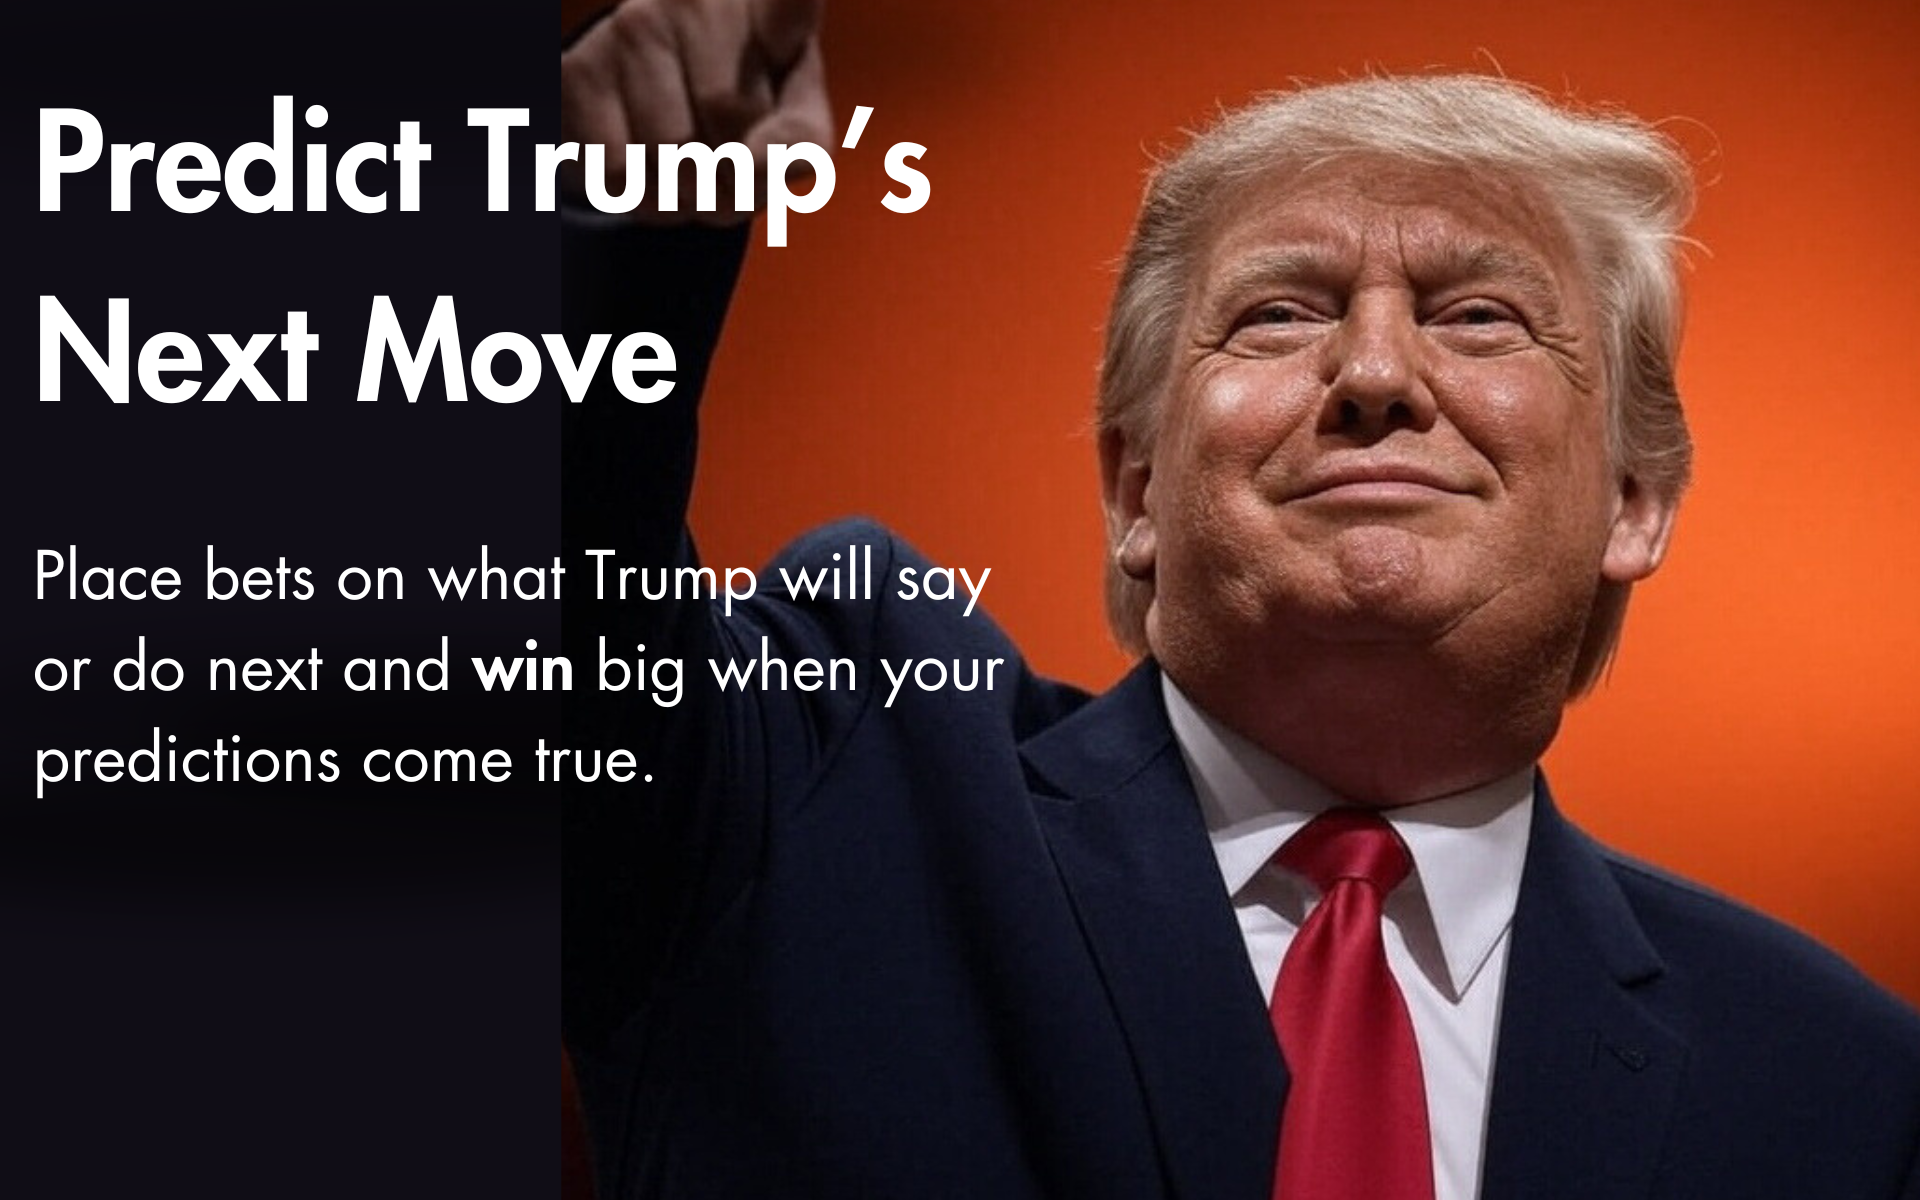 Predict Trump’s
Next Move
Place bets on what Trump will say
or do next and win big when your
predictions come true.